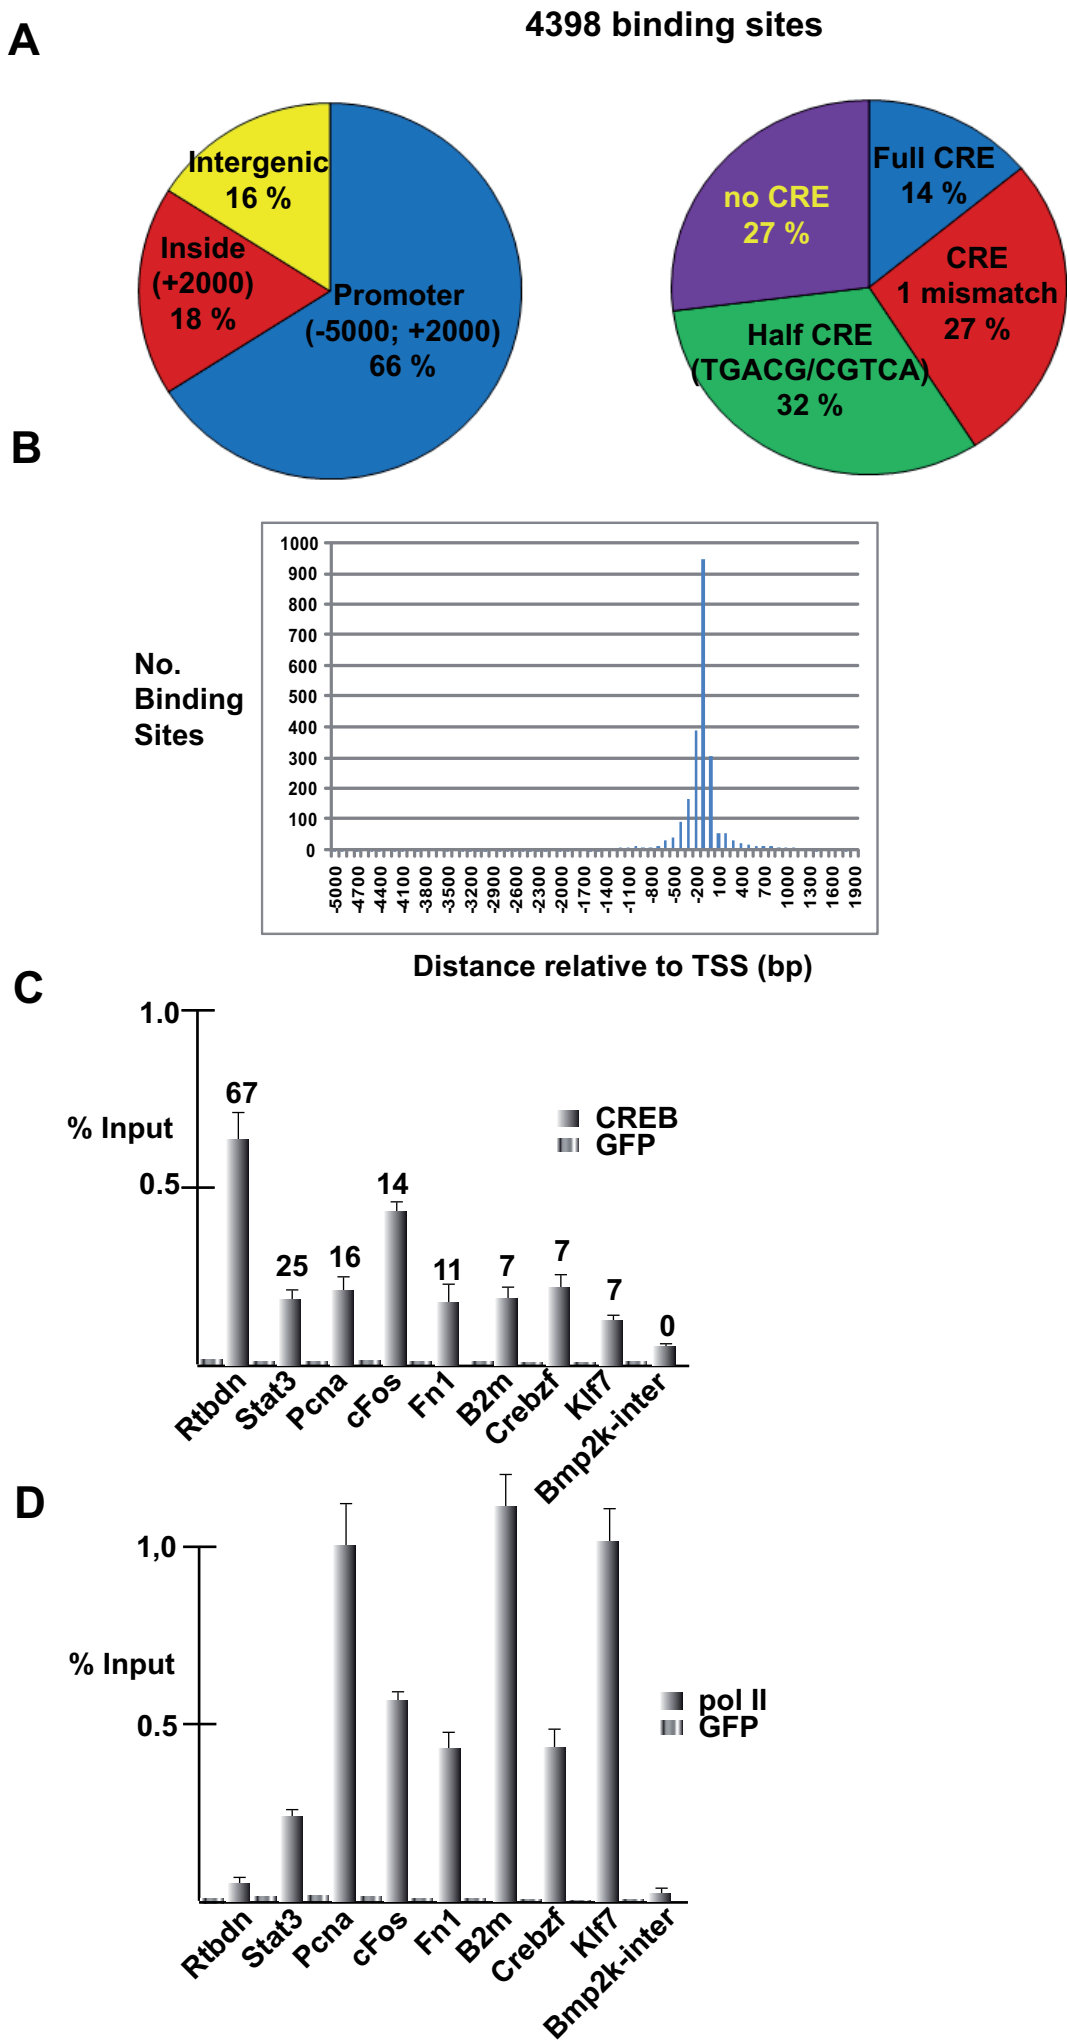 4398 binding sites
A
Intergenic
16 %
Inside
(+2000)
18 %
Promoter
(-5000; +2000)
66 %
no CRE
27 %
Full CRE
14 %
CRE
1 mismatch
27 %
Half CRE
(TGACG/CGTCA)
32 %
B
No.
Binding
Sites
1000
900
800
700
600
500
400
300
200
100
0
-5000
-4700
-4400
-4100
-3800
-3500
-3200
-2900
-2600
-2300
-2000
-1700
-1400
-1100
-800
-500
-200
100
400
700
1000
1300
1600
1900
Distance relative to TSS (bp)
C
1.0
% Input
0.5
67
25
16
14
11
7
7
7
0
CREB
GFP
Rtbdn
Stat3
Pcna
cFos
Fn1
B2m
Crebzf
Klf7
Bmp2k-inter
D
1,0
% Input
0.5
pol II
GFP
Rtbdn
Stat3
Pcna
cFos
Fn1
B2m
Crebzf
Klf7
Bmp2k-inter